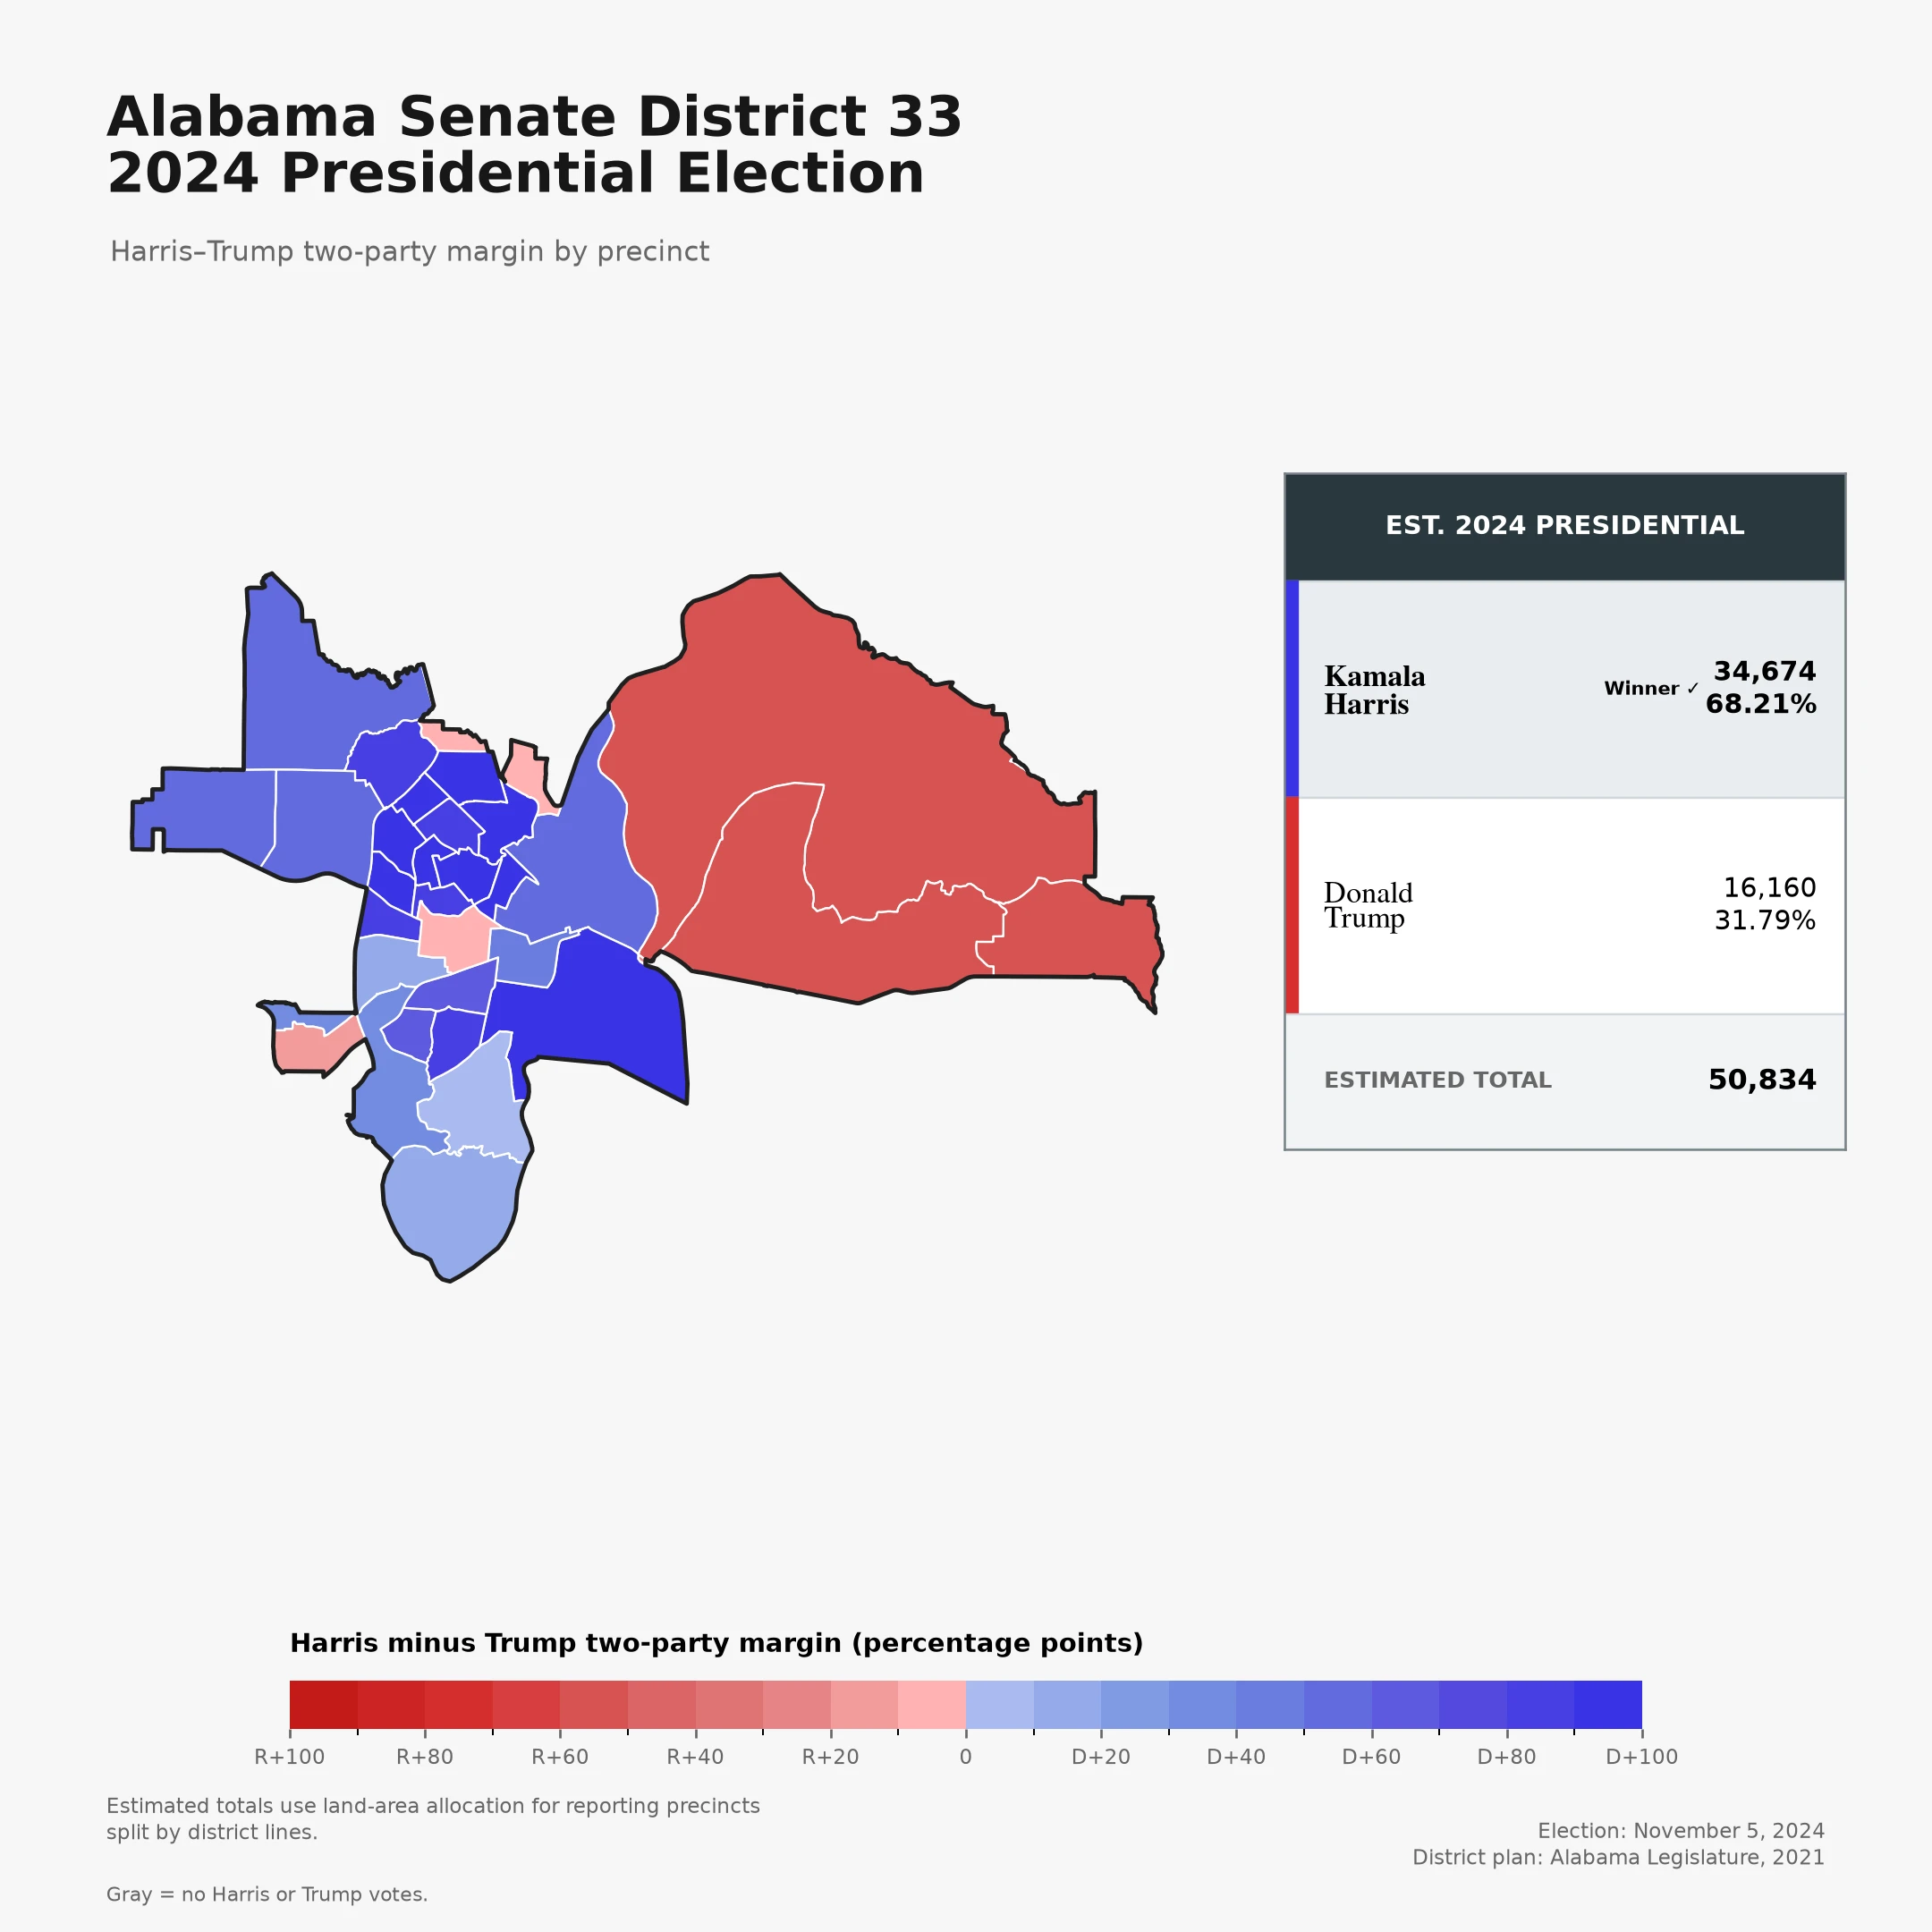 Alabama Senate District 33
2024 Presidential Election
Harris–Trump two-party margin by precinct
EST. 2024 PRESIDENTIAL
Kamala
Harris
Winner ✓
34,674
68.21%
Donald
Trump
16,160
31.79%
ESTIMATED TOTAL
50,834
Harris minus Trump two-party margin (percentage points)
R+100 R+80 R+60 R+40 R+20 0 D+20 D+40 D+60 D+80 D+100
Estimated totals use land-area allocation for reporting precincts
split by district lines.
Gray = no Harris or Trump votes.
Election: November 5, 2024
District plan: Alabama Legislature, 2021